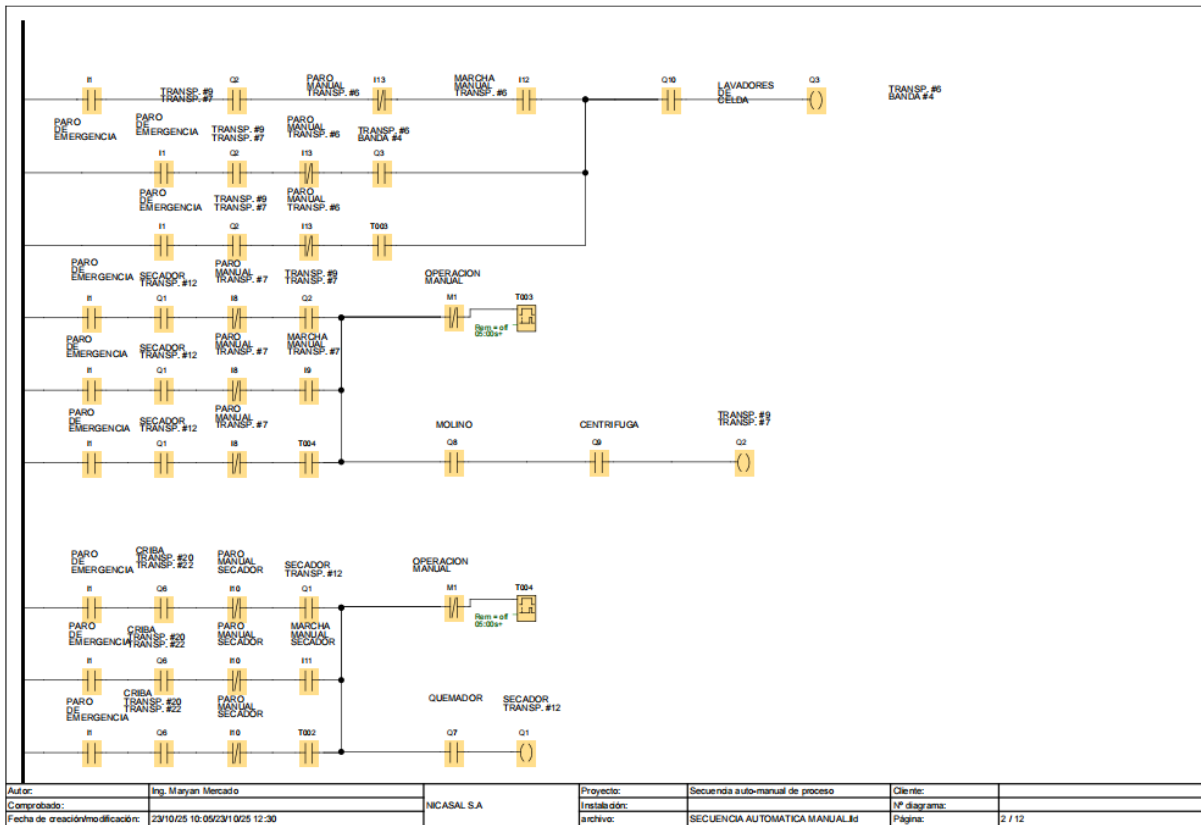 I1 Q2 I13 I12 Q10 Q3
TRANSP. #9
TRANSP. #7
PARO
MANUAL
TRANSP. #6
MARCHA
MANUAL
TRANSP. #6
LAVADORES
DE
CELDA
TRANSP. #6
BANDA #4
PARO
DE
EMERGENCIA
PARO
DE
EMERGENCIA
TRANSP. #9
TRANSP. #7
PARO
MANUAL
TRANSP. #6
TRANSP. #6
BANDA #4
I1 Q2 I13 Q3
PARO
DE
EMERGENCIA
TRANSP. #9
TRANSP. #7
PARO
MANUAL
TRANSP. #6
I1 Q2 I13 T003
PARO
DE
EMERGENCIA
SECADOR
TRANSP. #12
PARO
MANUAL
TRANSP. #7
TRANSP. #9
TRANSP. #7
OPERACION
MANUAL
I1 Q1 I8 Q2 M1 T003
Rem = off
05:00s+
PARO
DE
EMERGENCIA
SECADOR
TRANSP. #12
PARO
MANUAL
TRANSP. #7
MARCHA
MANUAL
TRANSP. #7
I1 Q1 I8 I9
PARO
DE
EMERGENCIA
SECADOR
TRANSP. #12
PARO
MANUAL
TRANSP. #7
MOLINO
CENTRIFUGA
TRANSP. #9
TRANSP. #7
I1 Q1 I8 T004 Q8 Q9 Q2
PARO
DE
EMERGENCIA
CRIBA
TRANSP. #20
TRANSP. #22
PARO
MANUAL
SECADOR
SECADOR
TRANSP. #12
OPERACION
MANUAL
I1 Q6 I10 Q1 M1 T004
Rem = off
05:00s+
PARO
DE
EMERGENCIA
CRIBA
TRANSP. #20
TRANSP. #22
PARO
MANUAL
SECADOR
MARCHA
MANUAL
SECADOR
I1 Q6 I10 I11
PARO
DE
EMERGENCIA
CRIBA
TRANSP. #20
TRANSP. #22
PARO
MANUAL
SECADOR
QUEMADOR
SECADOR
TRANSP. #12
I1 Q6 I10 T002 Q7 Q1
Autor: Ing. Maryan Mercado
Comprobado:
Fecha de creación/modificación: 23/10/25 10:05/23/10/25 12:30
NICASAL S.A
Proyecto: Secuencia auto-manual de proceso
Instalación:
archivo: SECUENCIA AUTOMATICA MANUAL.lld
Cliente:
Nº diagrama:
Página: 2 / 12